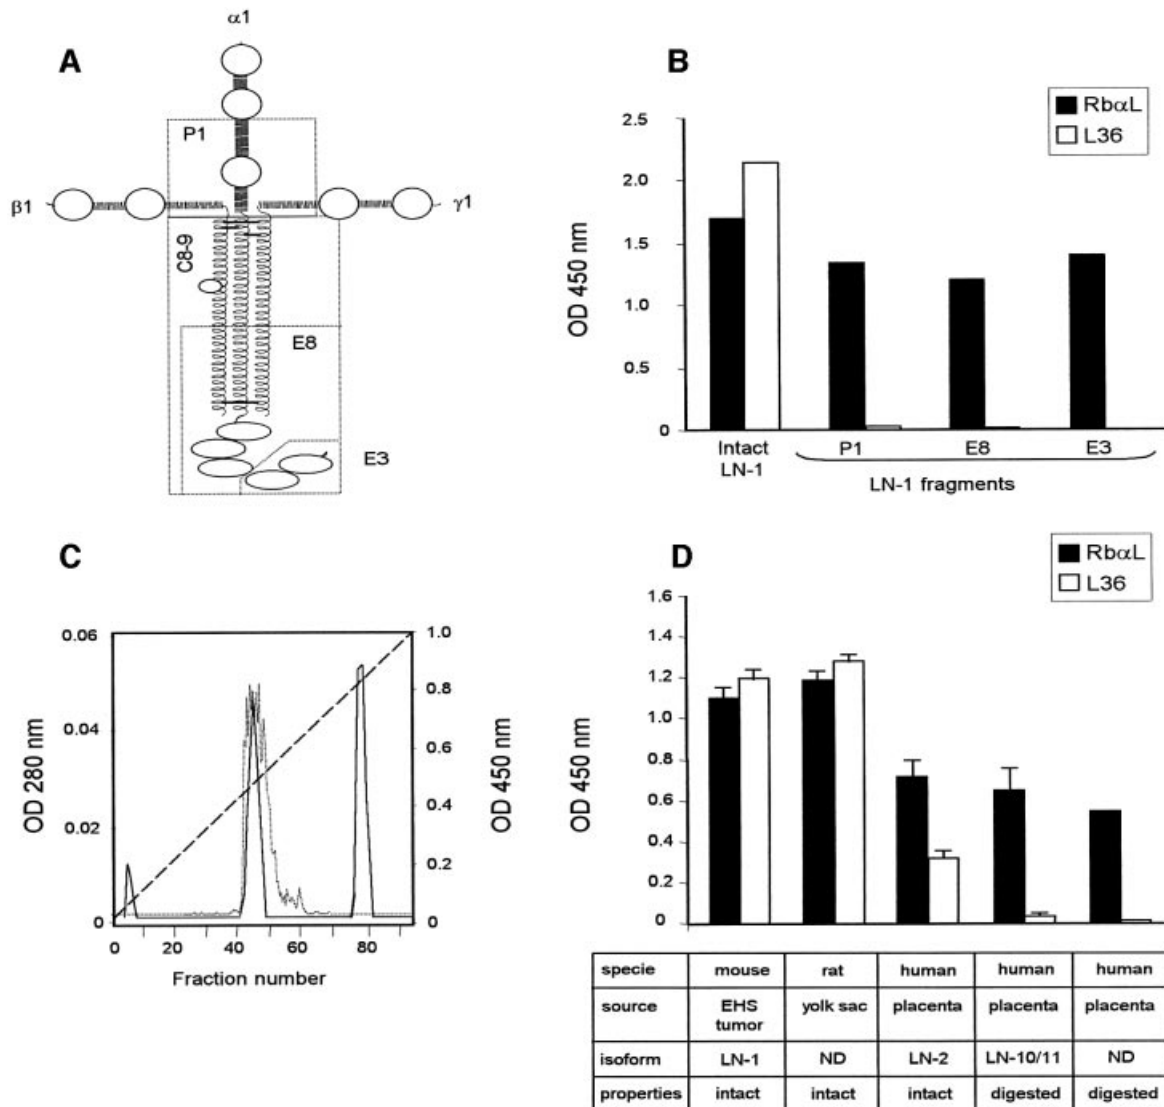 A
α1
P1
β1
γ1
C8-9
E8
E3
B
RbαL
L36
OD 450 nm
2.5
2.0
1.5
1.0
0.5
0
Intact LN-1
P1
E8
E3
LN-1 fragments
C
OD 280 nm
0.06
0.04
0.02
0
1.0
0.8
0.6
0.4
0.2
0
OD 450 nm
0 20 40 60 80
Fraction number
D
RbαL
L36
OD 450 nm
1.6
1.4
1.2
1.0
0.8
0.6
0.4
0.2
0
specie mouse rat human human human
source EHS tumor yolk sac placenta placenta placenta
isoform LN-1 ND LN-2 LN-10/11 ND
properties intact intact intact digested digested